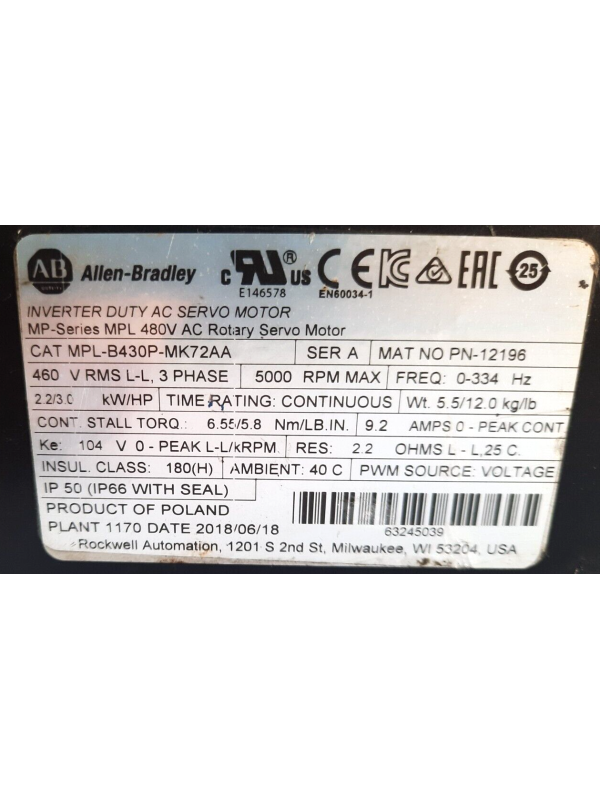 AB Allen-Bradley c RU ® US CE KC EAC 25
QUALITY
E146578 EN60034-1
INVERTER DUTY AC SERVO MOTOR
MP-Series MPL 480V AC Rotary Servo Motor
CAT MPL-B430P-MK72AA SER A MAT NO PN-12196
460 V RMS L-L, 3 PHASE 5000 RPM MAX FREQ: 0-334 Hz
2.2/3.0 kW/HP TIME RATING: CONTINUOUS Wt. 5.5/12.0 kg/lb
CONT. STALL TORQ.: 6.55/5.8 Nm/LB.IN. 9.2 AMPS 0 - PEAK CONT
Ke: 104 V 0 - PEAK L-L/kRPM. RES: 2.2 OHMS L - L,25 C.
INSUL. CLASS: 180(H) AMBIENT: 40 C PWM SOURCE: VOLTAGE
IP 50 (IP66 WITH SEAL)
PRODUCT OF POLAND
PLANT 1170 DATE 2018/06/18 63245039
Rockwell Automation, 1201 S 2nd St, Milwaukee, WI 53204, USA